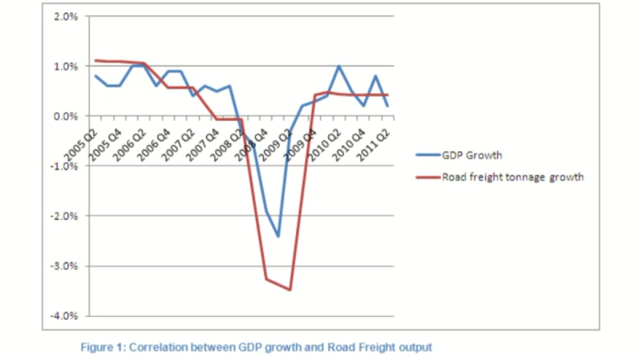 2.0%
1.0%
0.0%
-1.0%
-2.0%
-3.0%
-4.0%
2005 Q2
2005 Q4
2006 Q2
2006 Q4
2007 Q2
2007 Q4
2008 Q2
2008 Q4
2009 Q2
2009 Q4
2010 Q2
2010 Q4
2011 Q2
GDP Growth
Road freight tonnage growth
Figure 1: Correlation between GDP growth and Road Freight output